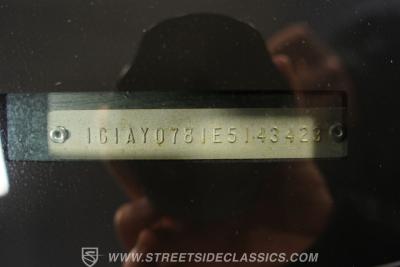 1G1AY0781E5143423
WWW.STREETSIDECLASSICS.COM